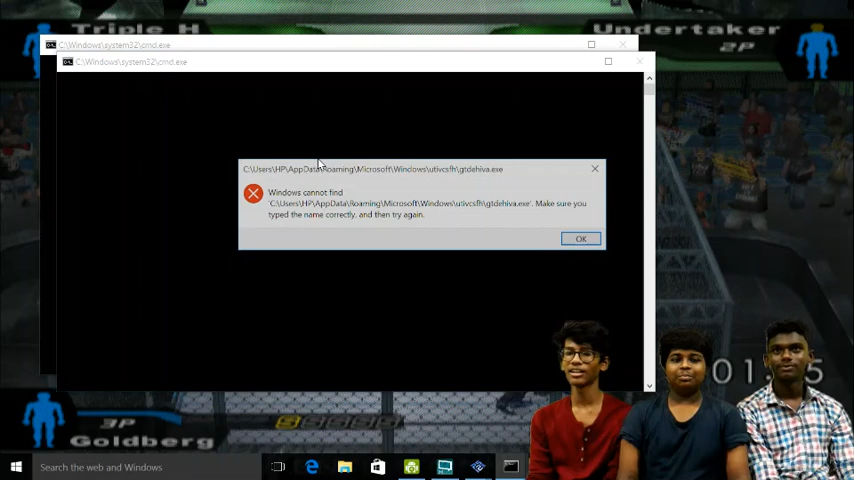 Triple H
Undertaker
2P
C:\Windows\system32\cmd.exe
C:\Windows\system32\cmd.exe
C:\Users\HP\AppData\Roaming\Microsoft\Windows\utivcsfh\gtdehiva.exe
Windows cannot find
'C:\Users\HP\AppData\Roaming\Microsoft\Windows\utivcsfh\gtdehiva.exe'. Make sure you
typed the name correctly, and then try again.
OK
3P
Goldberg
Search the web and Windows